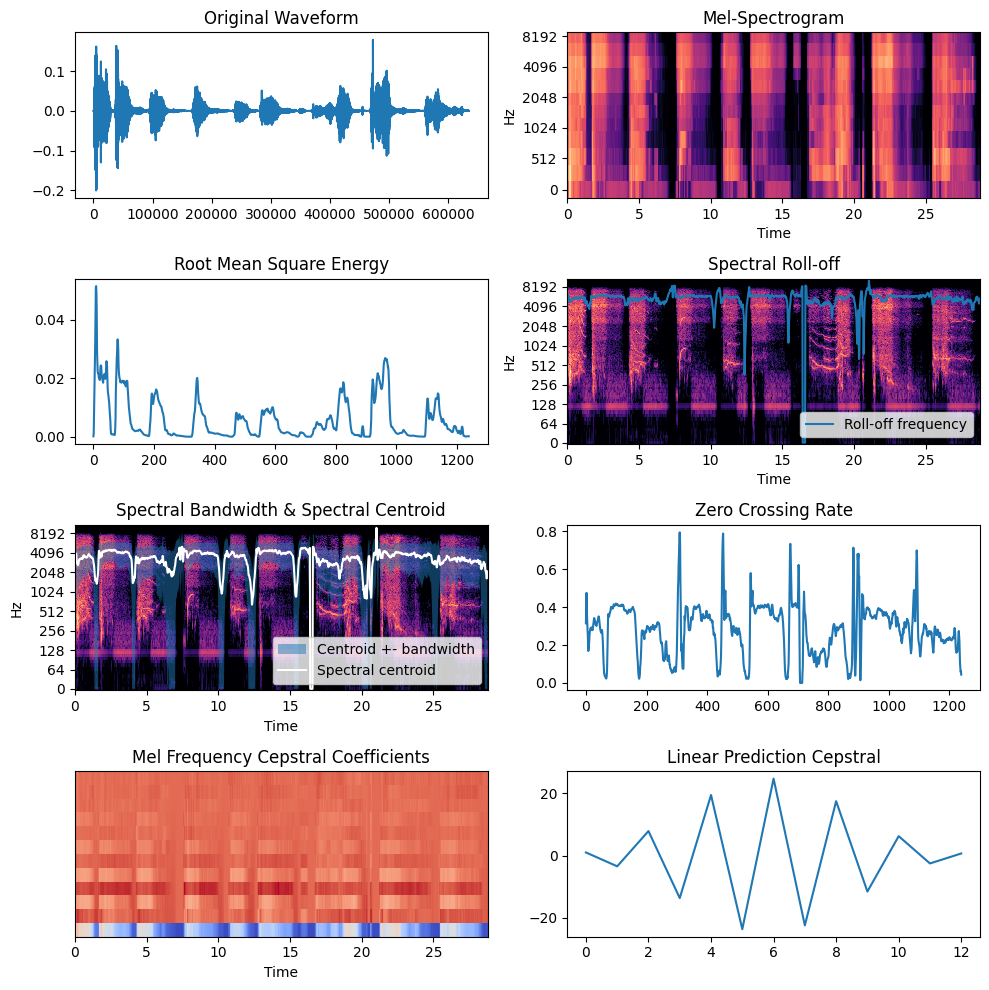 Original Waveform
0.1
0.0
−0.1
−0.2
0 100000 200000 300000 400000 500000 600000
Mel-Spectrogram
Hz
8192
4096
2048
1024
512
0
0 5 10 15 20 25
Time
Root Mean Square Energy
0.04
0.02
0.00
0 200 400 600 800 1000 1200
Spectral Roll-off
Hz
8192
4096
2048
1024
512
256
128
64
0
Roll-off frequency
0 5 10 15 20 25
Time
Spectral Bandwidth & Spectral Centroid
Hz
8192
4096
2048
1024
512
256
128
64
0
Centroid +- bandwidth
Spectral centroid
0 5 10 15 20 25
Time
Zero Crossing Rate
0.8
0.6
0.4
0.2
0.0
0 200 400 600 800 1000 1200
Mel Frequency Cepstral Coefficients
0 5 10 15 20 25
Time
Linear Prediction Cepstral
20
0
−20
0 2 4 6 8 10 12